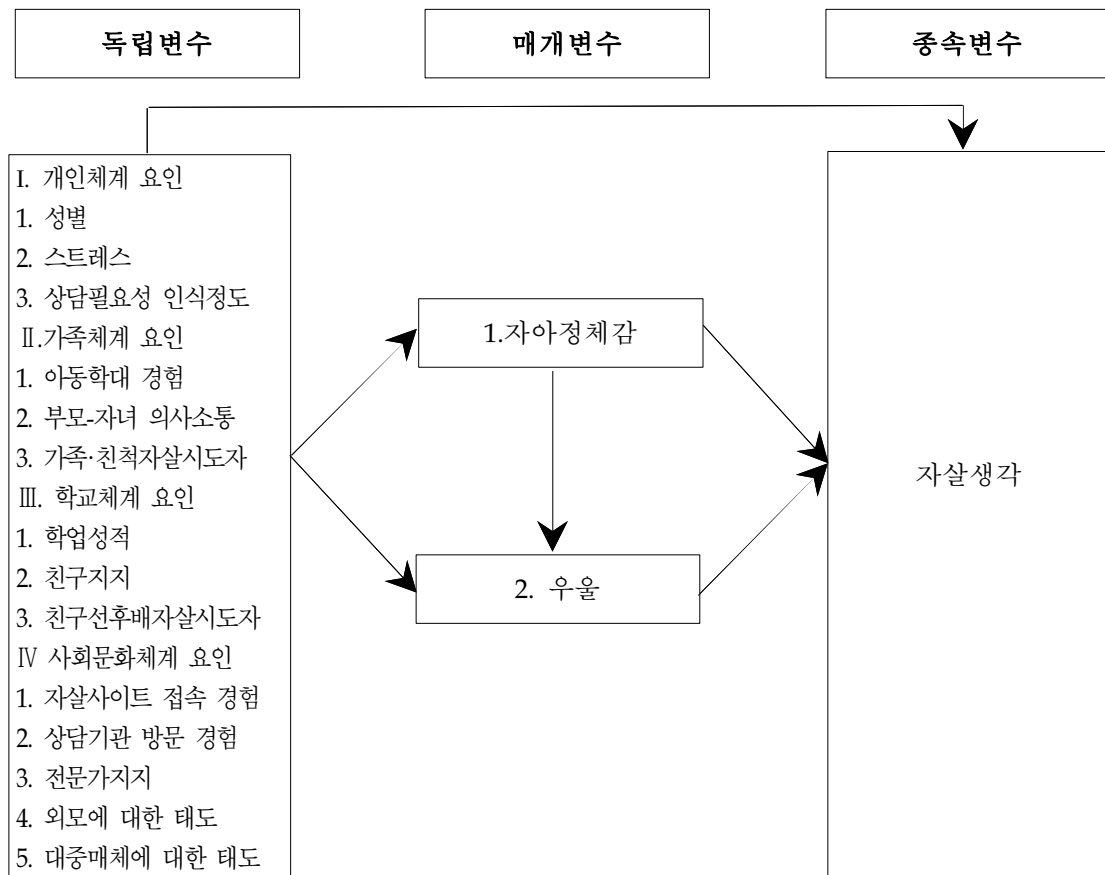 독립변수
매개변수
종속변수
I. 개인체계 요인
1. 성별
2. 스트레스
3. 상담필요성 인식정도
Ⅱ.가족체계 요인
1. 아동학대 경험
2. 부모-자녀 의사소통
3. 가족·친척자살시도자
Ⅲ. 학교체계 요인
1. 학업성적
2. 친구지지
3. 친구선후배자살시도자
Ⅳ 사회문화체계 요인
1. 자살사이트 접속 경험
2. 상담기관 방문 경험
3. 전문가지지
4. 외모에 대한 태도
5. 대중매체에 대한 태도
1.자아정체감
2. 우울
자살생각